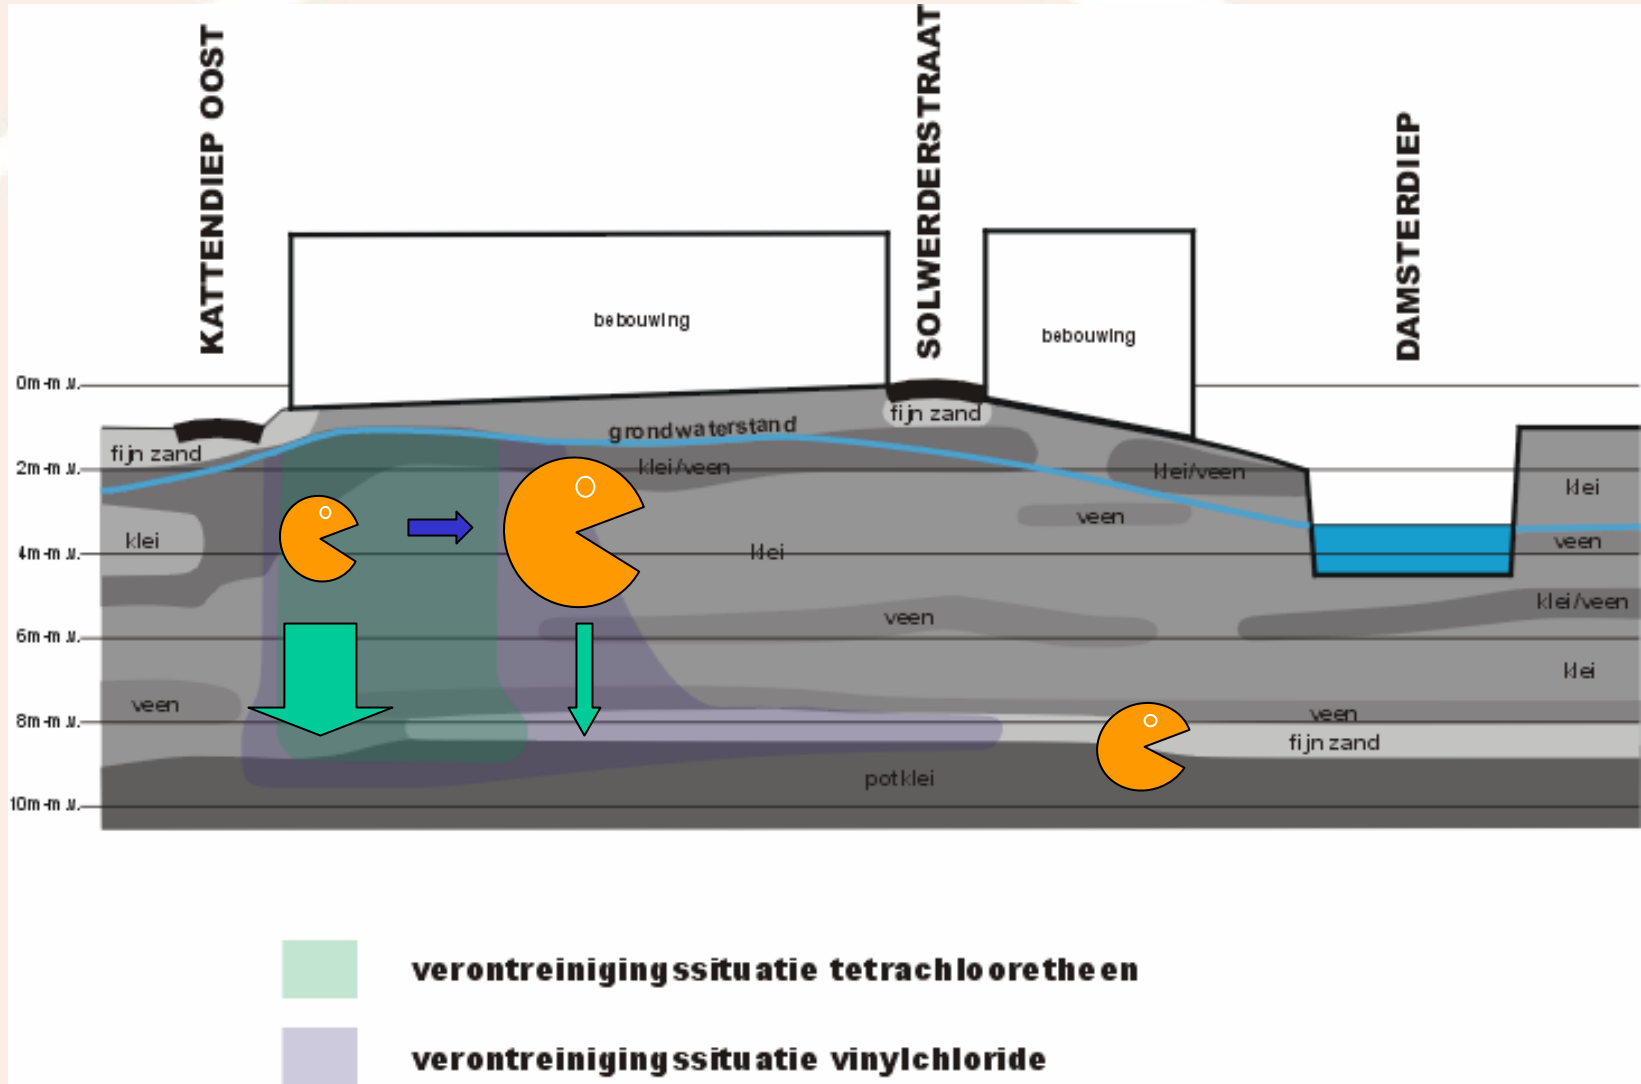 KATTENDIEP OOST
SOLWERDERSTRAAT
DAMSTERDIEP
bebouwing
bebouwing
0m-m.v.
fijn zand
grondwaterstand
fijn zand
2m-m.v.
klei/veen
klei/veen
klei
veen
klei
klei
veen
4m-m.v.
klei/veen
veen
6m-m.v.
klei
veen
veen
8m-m.v.
fijn zand
potklei
10m-m.v.
verontreinigingssituatie tetrachlooretheen
verontreinigingssituatie vinylchloride